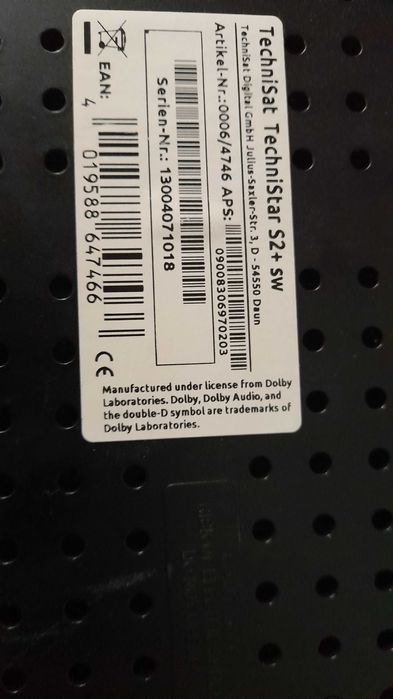 TechniSat TechniStar S2+ sw
TechniSat Digital GmbH Julius-Saxler-Str. 3, D - 54550 Daun
Artikel-Nr.:0006/4746 APS:
09008306970203
Serien-Nr.: 13004071018
EAN:
4 019588 647466
CE
Manufactured under license from Dolby
Laboratories. Dolby, Dolby Audio, and
the double-D symbol are trademarks of
Dolby Laboratories.